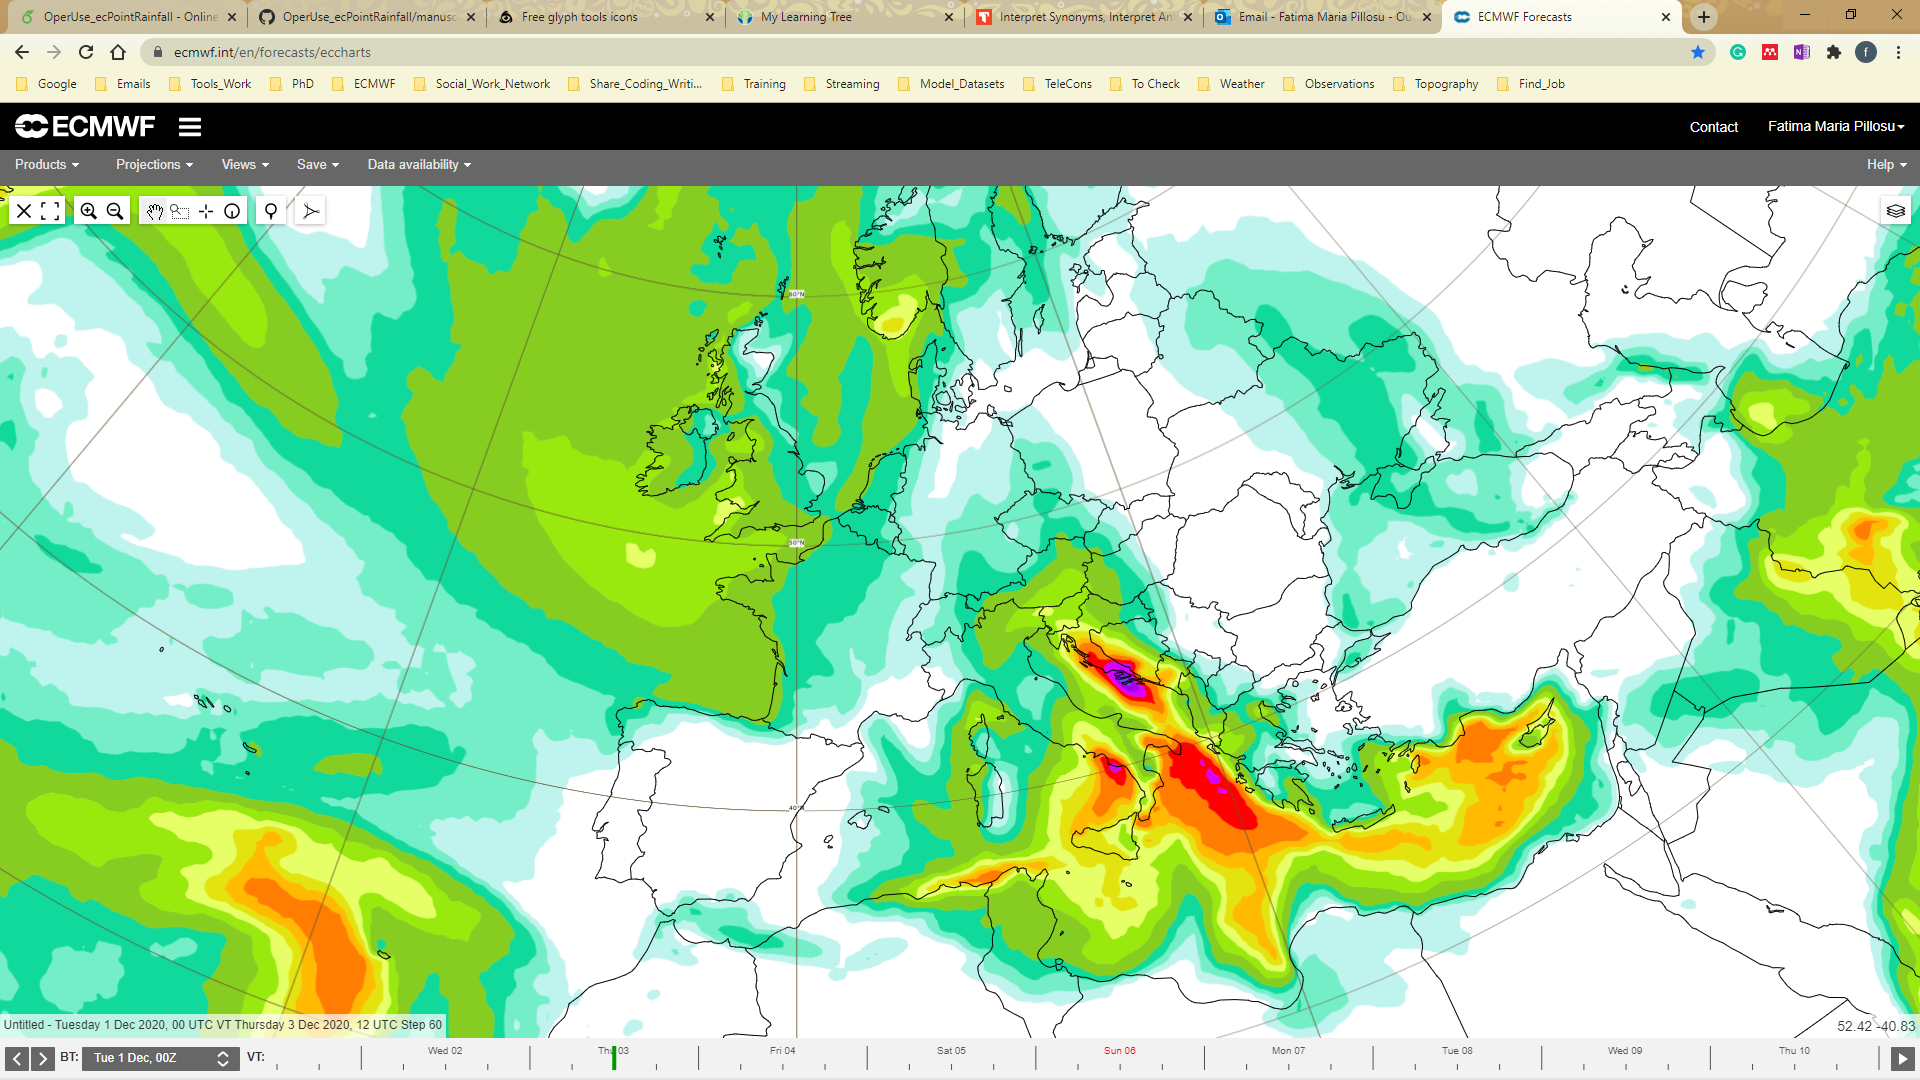 OperUse_ecPointRainfall - Online
OperUse_ecPointRainfall/manusc
Free glyph tools icons
My Learning Tree
Interpret Synonyms, Interpret An
Email - Fatima Maria Pillosu - Ou
ECMWF Forecasts
ecmwf.int/en/forecasts/eccharts
f
Google
Emails
Tools_Work
PhD
ECMWF
Social_Work_Network
Share_Coding_Writi...
Training
Streaming
Model_Datasets
TeleCons
To Check
Weather
Observations
Topography
Find_Job
ECMWF
Contact
Fatima Maria Pillosu
Products
Projections
Views
Save
Data availability
Help
60°N
50°N
40°N
Untitled - Tuesday 1 Dec 2020, 00 UTC VT Thursday 3 Dec 2020, 12 UTC Step 60
52.42 -40.83
BT:
Tue 1 Dec, 00Z
VT:
Wed 02
Thu 03
Fri 04
Sat 05
Sun 06
Mon 07
Tue 08
Wed 09
Thu 10